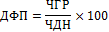 ДФП = ЧГР / ЧДН × 100